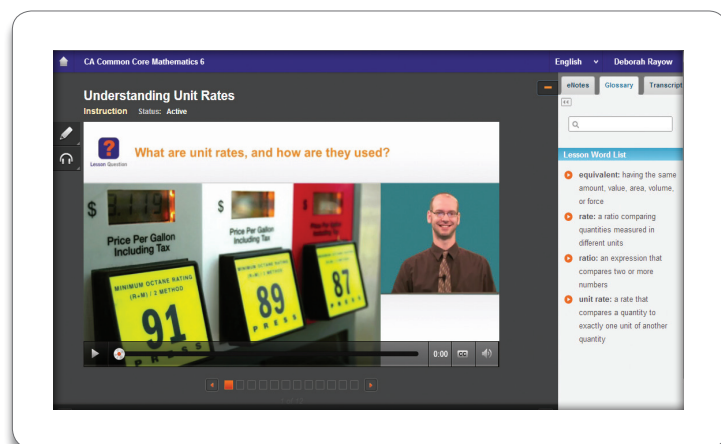 CA Common Core Mathematics 6
English
Deborah Rayow
Understanding Unit Rates
Instruction Status: Active
?
Lesson Question
What are unit rates, and how are they used?
$
Price Per Gallon
Including Tax
$
Price Per Gallon
Including Tax
MINIMUM OCTANE RATING
(R+M) / 2 METHOD
91
PRESS
89
PRESS
87
PRESS
0:00
CC
eNotes
Glossary
Transcript
Lesson Word List
equivalent: having the same
amount, value, area, volume,
or force
rate: a ratio comparing
quantities measured in
different units
ratio: an expression that
compares two or more
numbers
unit rate: a rate that
compares a quantity to
exactly one unit of another
quantity